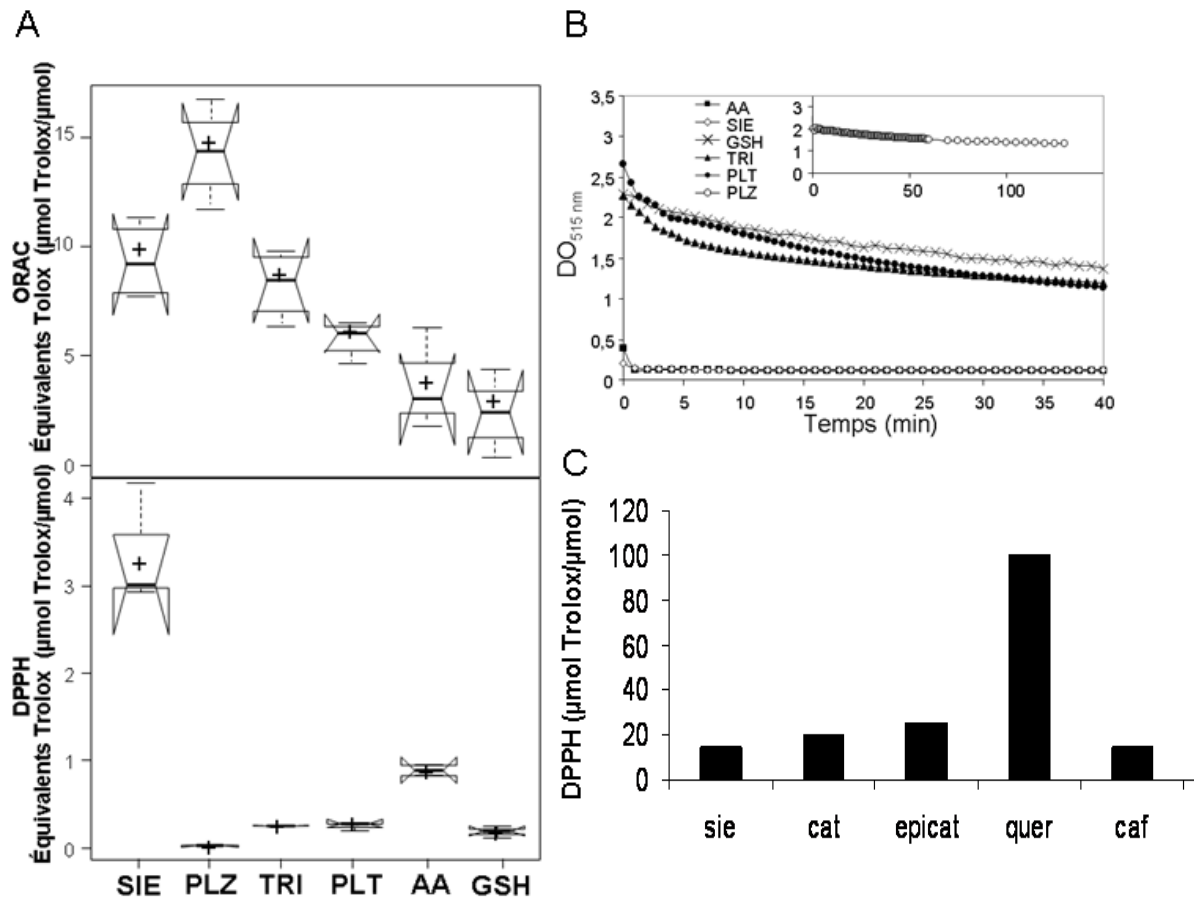 A
ORAC
Équivalents Tolox (µmol Trolox/µmol)
15
10
5
0
DPPH
Équivalents Trolox (µmol Trolox/µmol)
4
3
2
1
0
SIE PLZ TRI PLT AA GSH
B
DO515 nm
3,5
3
2,5
2
1,5
1
0,5
0
AA
SIE
GSH
TRI
PLT
PLZ
3
2
1
0
0 50 100
0 5 10 15 20 25 30 35 40
Temps (min)
C
DPPH (µmol Trolox/µmol)
120
100
80
60
40
20
0
sie cat epicat quer caf